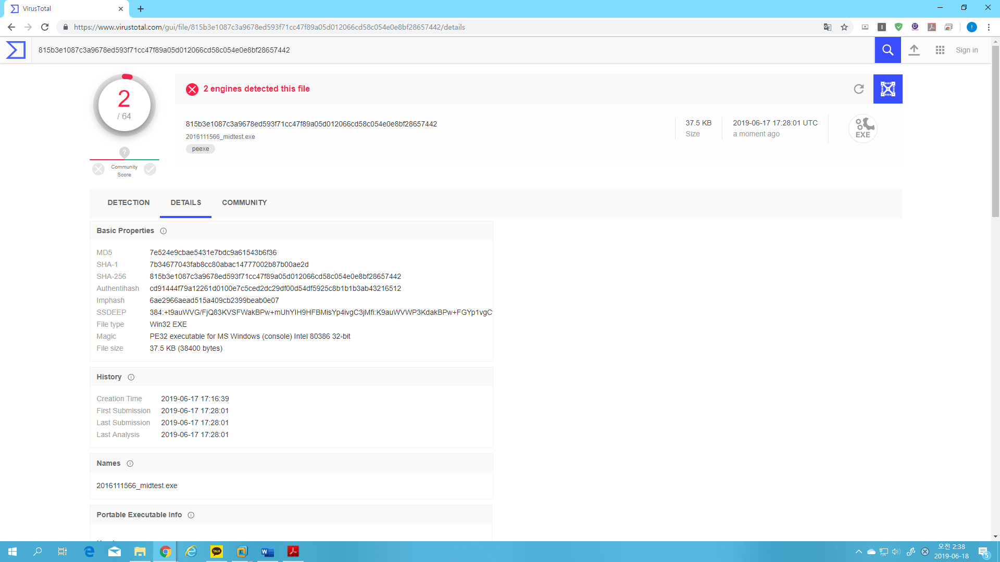 VirusTotal
https://www.virustotal.com/gui/file/815b3e1087c3a9678ed593f71cc47f89a05d012066cd58c054e0e8bf28657442/details
815b3e1087c3a9678ed593f71cc47f89a05d012066cd58c054e0e8bf28657442
Sign in
2
/ 64
2 engines detected this file
815b3e1087c3a9678ed593f71cc47f89a05d012066cd58c054e0e8bf28657442
2016111566_midtest.exe
peexe
37.5 KB
Size
2019-06-17 17:28:01 UTC
a moment ago
EXE
?
Community
Score
DETECTION
DETAILS
COMMUNITY
Basic Properties
MD5 7e524e9cbae5431e7bdc9a61543b6f36
SHA-1 7b34677043fab8cc80abac14777002b87b00ae2d
SHA-256 815b3e1087c3a9678ed593f71cc47f89a05d012066cd58c054e0e8bf28657442
Authentihash cd91444f79a12261d0100e7c5ced2dc29df00d54df5925c8b1b1b3ab43216512
Imphash 6ae2966aead515a409cb2399beab0e07
SSDEEP 384:+t9auWVG/FjQ83KVSFWakBPw+mUhYIH9HFBMisYp4ivgC3jMfi:K9auWVWP3KdakBPw+FGYp1vgC
File type Win32 EXE
Magic PE32 executable for MS Windows (console) Intel 80386 32-bit
File size 37.5 KB (38400 bytes)
History
Creation Time 2019-06-17 17:16:39
First Submission 2019-06-17 17:28:01
Last Submission 2019-06-17 17:28:01
Last Analysis 2019-06-17 17:28:01
Names
2016111566_midtest.exe
Portable Executable Info
TALK
오전 2:38
2019-06-18
5